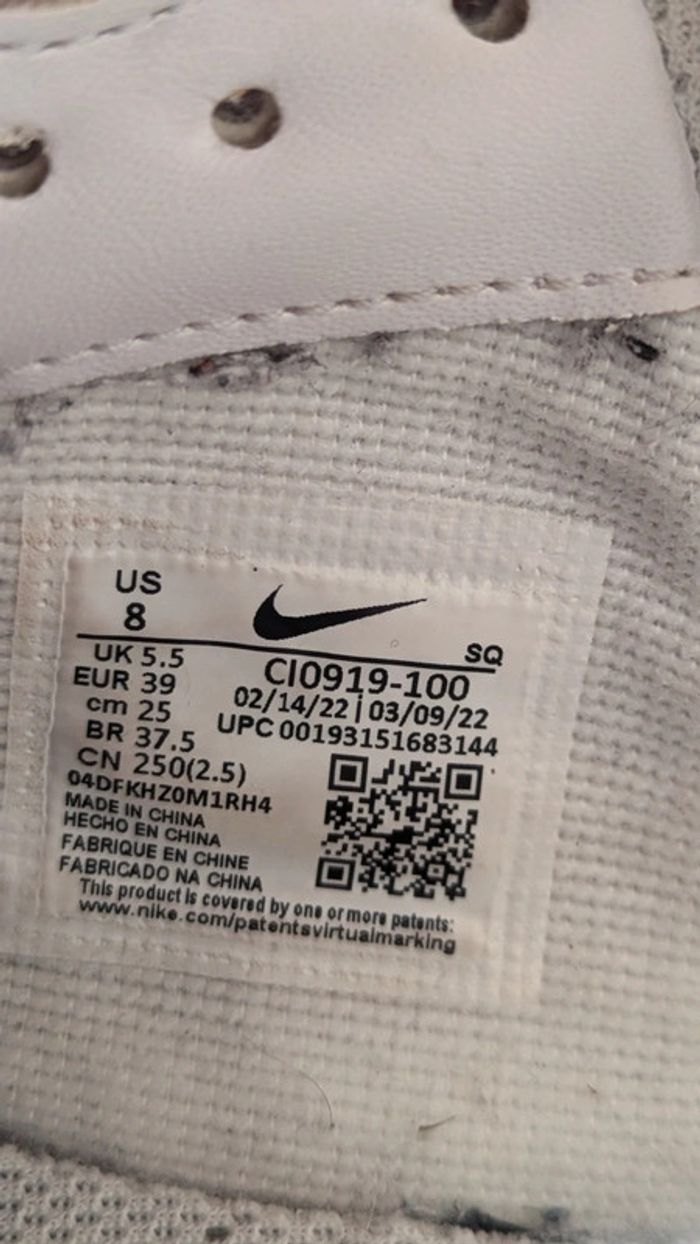 US
8
SQ
UK 5.5
EUR 39
cm 25
BR 37.5
CN 250(2.5)
CI0919-100
02/14/22 | 03/09/22
UPC 00193151683144
04DFKHZ0M1RH4
MADE IN CHINA
HECHO EN CHINA
FABRIQUE EN CHINE
FABRICADO NA CHINA
This product is covered by one or more patents:
www.nike.com/patentsvirtualmarking